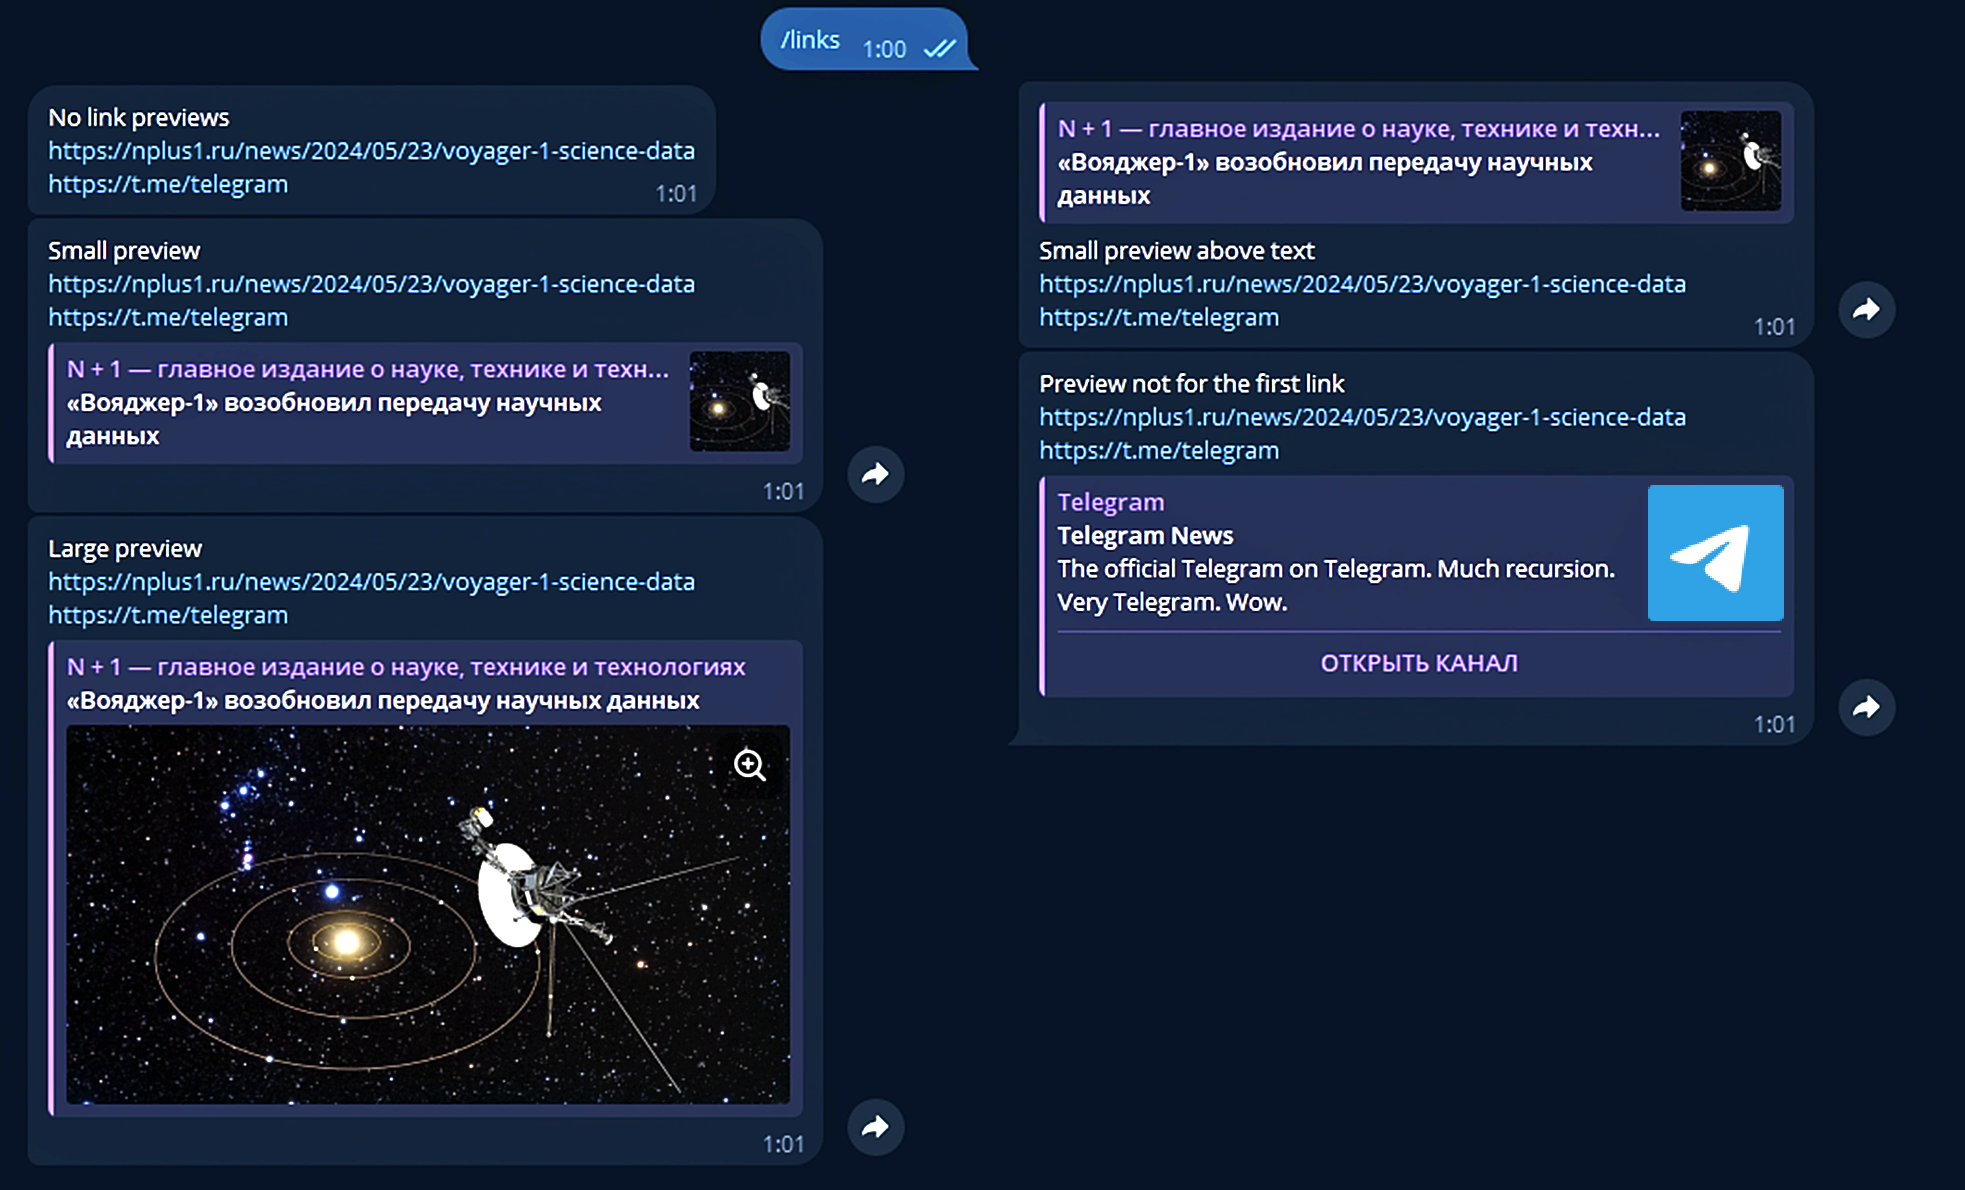 /links 1:00
No link previews
https://nplus1.ru/news/2024/05/23/voyager-1-science-data
https://t.me/telegram
1:01
Small preview
https://nplus1.ru/news/2024/05/23/voyager-1-science-data
https://t.me/telegram
N + 1 — главное издание о науке, технике и техн...
«Вояджер-1» возобновил передачу научных
данных
1:01
Large preview
https://nplus1.ru/news/2024/05/23/voyager-1-science-data
https://t.me/telegram
N + 1 — главное издание о науке, технике и технологиях
«Вояджер-1» возобновил передачу научных данных
1:01
N + 1 — главное издание о науке, технике и техн...
«Вояджер-1» возобновил передачу научных
данных
Small preview above text
https://nplus1.ru/news/2024/05/23/voyager-1-science-data
https://t.me/telegram
1:01
Preview not for the first link
https://nplus1.ru/news/2024/05/23/voyager-1-science-data
https://t.me/telegram
Telegram
Telegram News
The official Telegram on Telegram. Much recursion.
Very Telegram. Wow.
ОТКРЫТЬ КАНАЛ
1:01